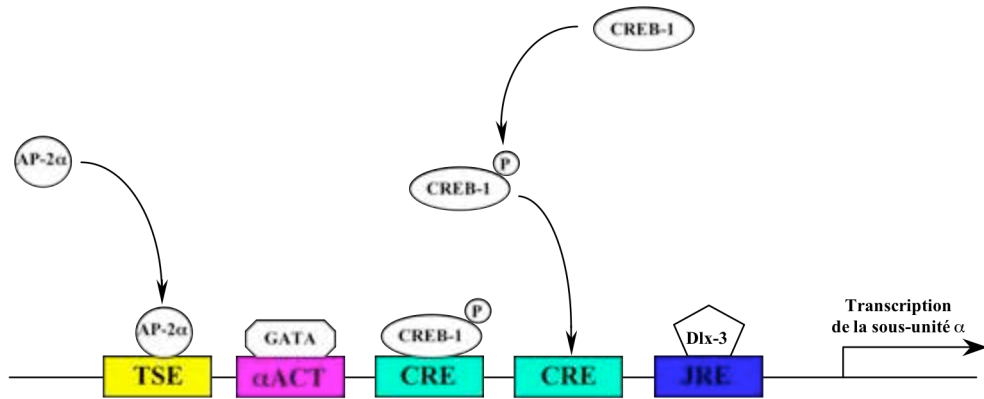 CREB-1
AP-2α
P
CREB-1
P
AP-2α
GATA
CREB-1
Dlx-3
Transcription
de la sous-unité α
TSE
αACT
CRE
CRE
JRE